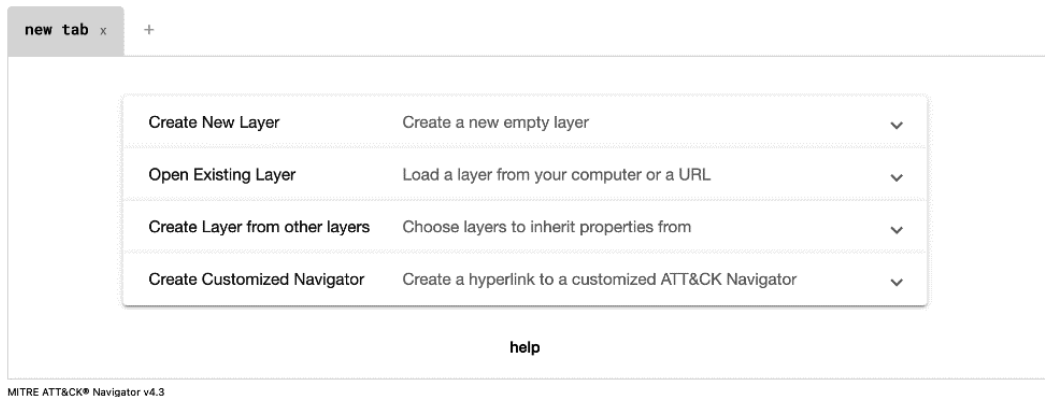 new tab x +
Create New Layer Create a new empty layer
Open Existing Layer Load a layer from your computer or a URL
Create Layer from other layers Choose layers to inherit properties from
Create Customized Navigator Create a hyperlink to a customized ATT&CK Navigator
help
MITRE ATT&CK® Navigator v4.3